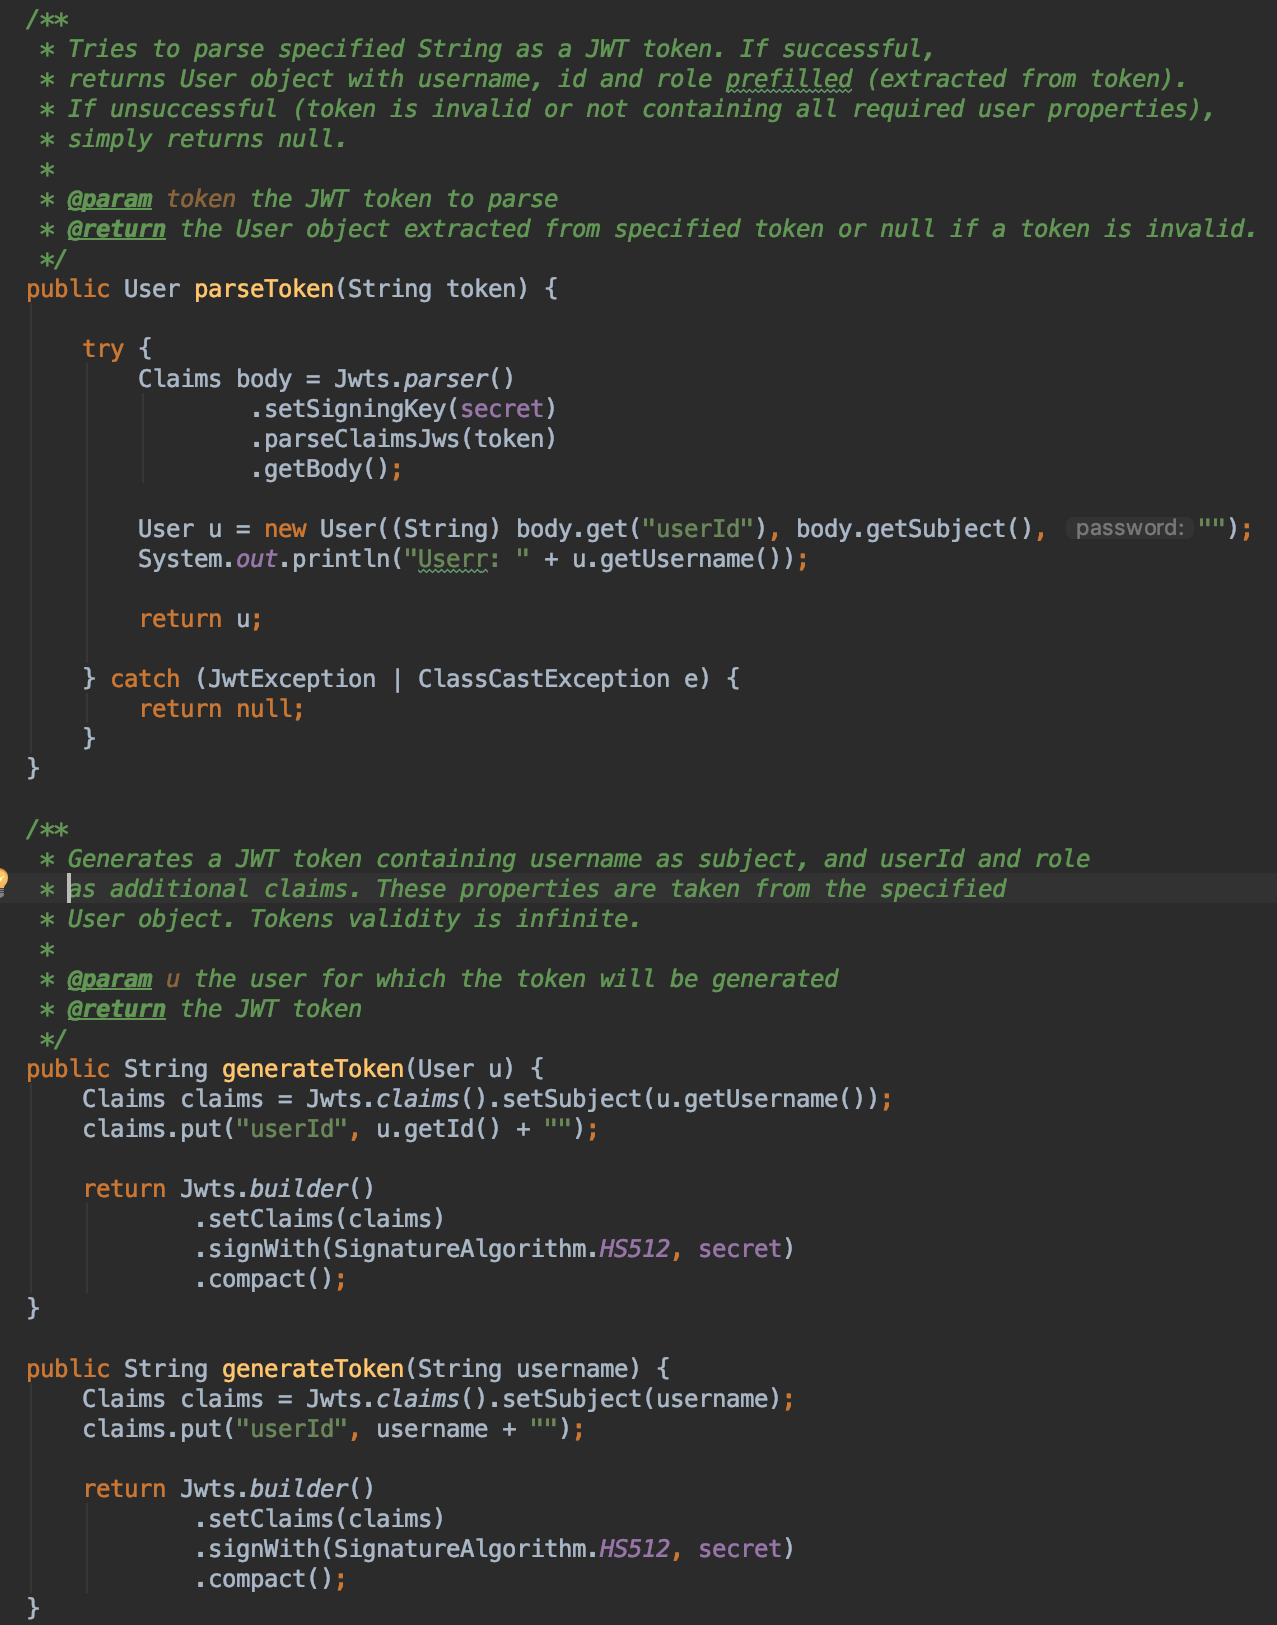 /**
 * Tries to parse specified String as a JWT token. If successful,
 * returns User object with username, id and role prefilled (extracted from token).
 * If unsuccessful (token is invalid or not containing all required user properties),
 * simply returns null.
 *
 * @param token the JWT token to parse
 * @return the User object extracted from specified token or null if a token is invalid.
 */
public User parseToken(String token) {
    try {
        Claims body = Jwts.parser()
                .setSigningKey(secret)
                .parseClaimsJws(token)
                .getBody();
        User u = new User((String) body.get("userId"), body.getSubject(), password: "");
        System.out.println("Userr: " + u.getUsername());
        return u;
    } catch (JwtException | ClassCastException e) {
        return null;
    }
}
/**
 * Generates a JWT token containing username as subject, and userId and role
 * as additional claims. These properties are taken from the specified
 * User object. Tokens validity is infinite.
 *
 * @param u the user for which the token will be generated
 * @return the JWT token
 */
public String generateToken(User u) {
    Claims claims = Jwts.claims().setSubject(u.getUsername());
    claims.put("userId", u.getId() + "");
    return Jwts.builder()
            .setClaims(claims)
            .signWith(SignatureAlgorithm.HS512, secret)
            .compact();
}
public String generateToken(String username) {
    Claims claims = Jwts.claims().setSubject(username);
    claims.put("userId", username + "");
    return Jwts.builder()
            .setClaims(claims)
            .signWith(SignatureAlgorithm.HS512, secret)
            .compact();
}